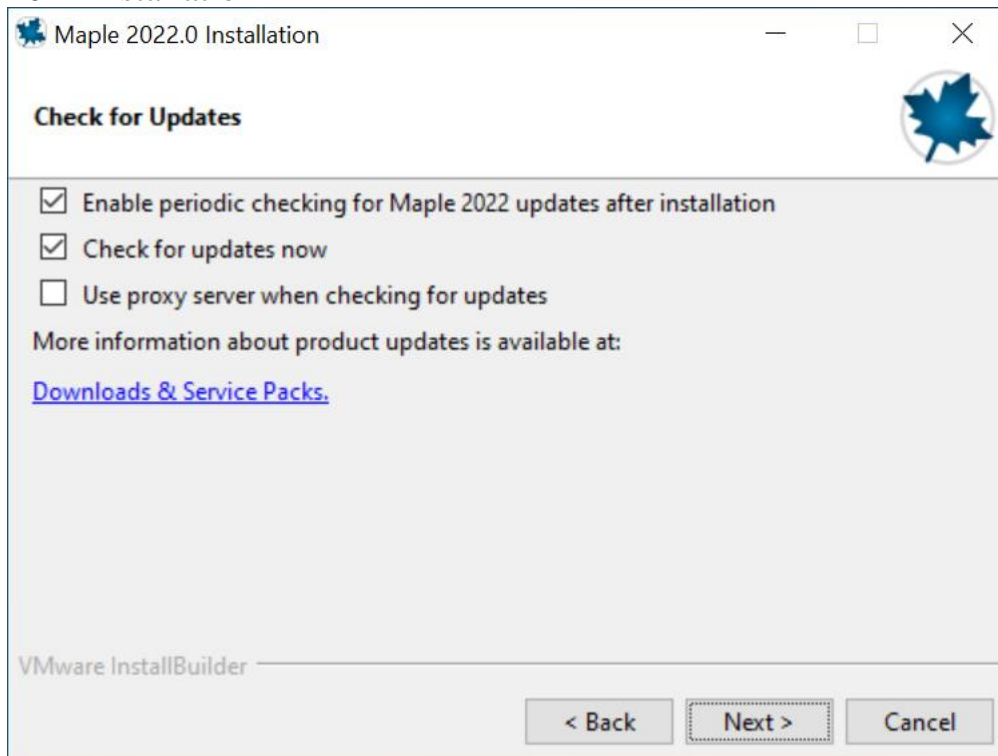 Maple 2022.0 Installation
Check for Updates
Enable periodic checking for Maple 2022 updates after installation
Check for updates now
Use proxy server when checking for updates
More information about product updates is available at:
Downloads & Service Packs.
VMware InstallBuilder
< Back Next > Cancel